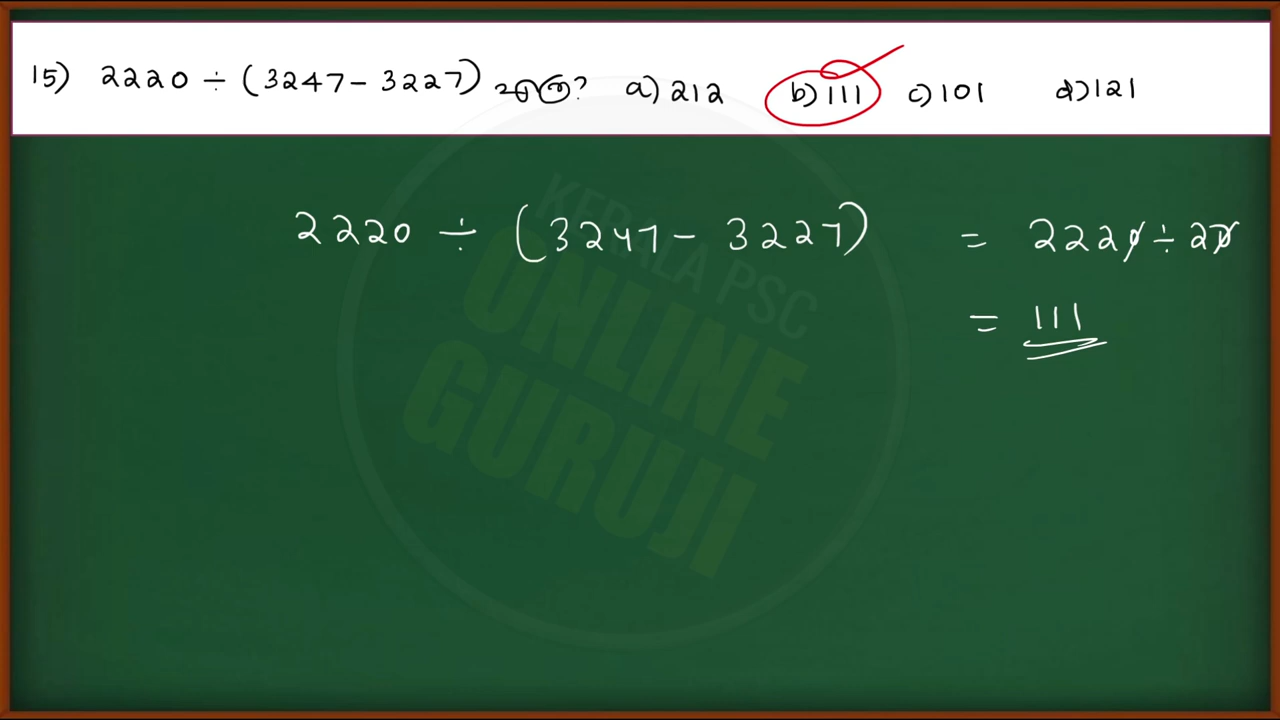 15) 2220 ÷ (3247 - 3227) എത്ര? a) 212 b) 111 c) 101 d) 121
2220 ÷ (3247 - 3227) = 2220 ÷ 20
= 111
KERALA PSC
ONLINE
GURUJI